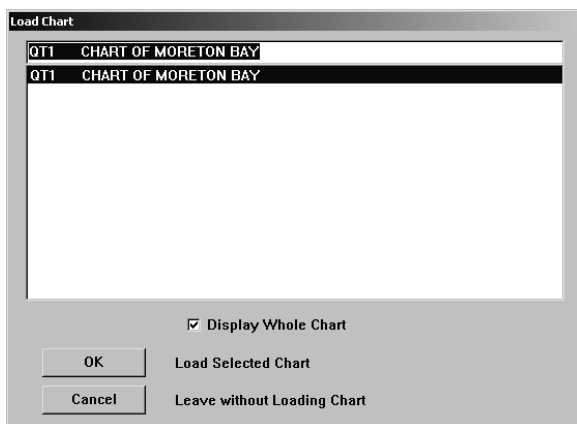 Load Chart
QT1 CHART OF MORETON BAY
QT1 CHART OF MORETON BAY
Display Whole Chart
OK Load Selected Chart
Cancel Leave without Loading Chart